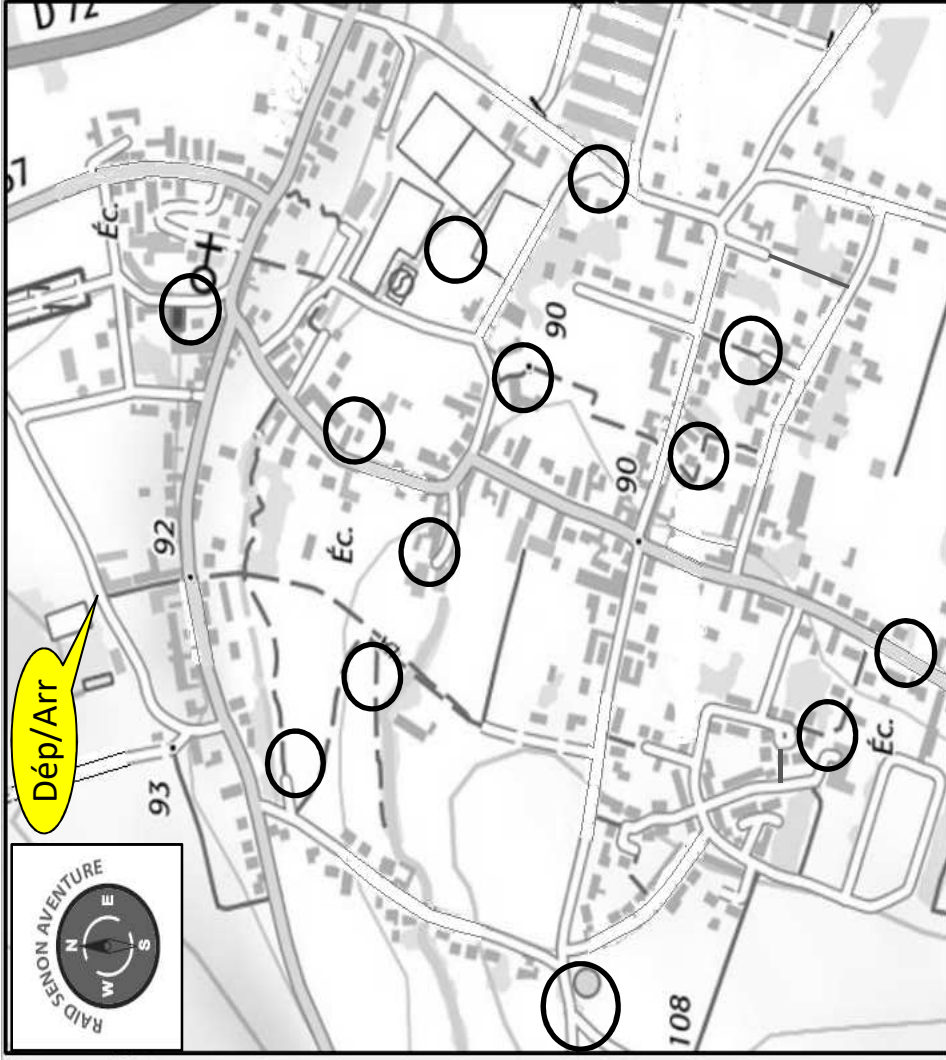 D 72
67
Éc.
90
92
Éc.
90
Dép/Arr
93
Éc.
108
RAID SENON AVENTURE
N
E
S
W